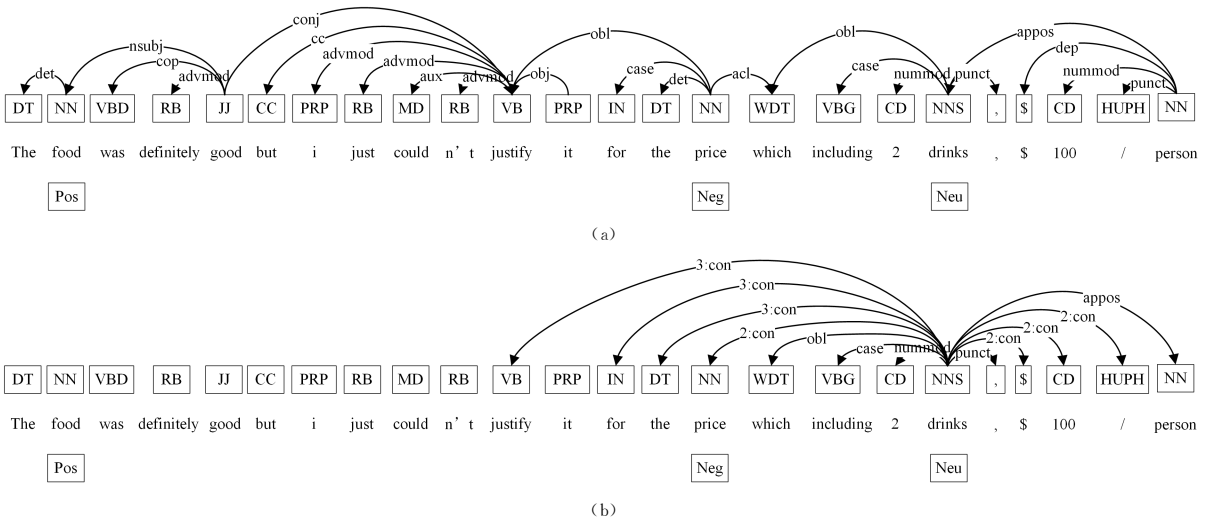 conj
cc
nsubj advmod obl obl appos
cop advmod dep
det advmod aux advmod obj case det acl case nummod punct nummod punct
DT NN VBD RB JJ CC PRP RB MD RB VB PRP IN DT NN WDT VBG CD NNS , $ CD HUPH NN
The food was definitely good but i just could n't justify it for the price which including 2 drinks , $ 100 / person
Pos Neg Neu
(a)
3:con
3:con
3:con appos
2:con 2:con
obl 2:con
case nummod punct 2:con
DT NN VBD RB JJ CC PRP RB MD RB VB PRP IN DT NN WDT VBG CD NNS , $ CD HUPH NN
The food was definitely good but i just could n't justify it for the price which including 2 drinks , $ 100 / person
Pos Neg Neu
(b)